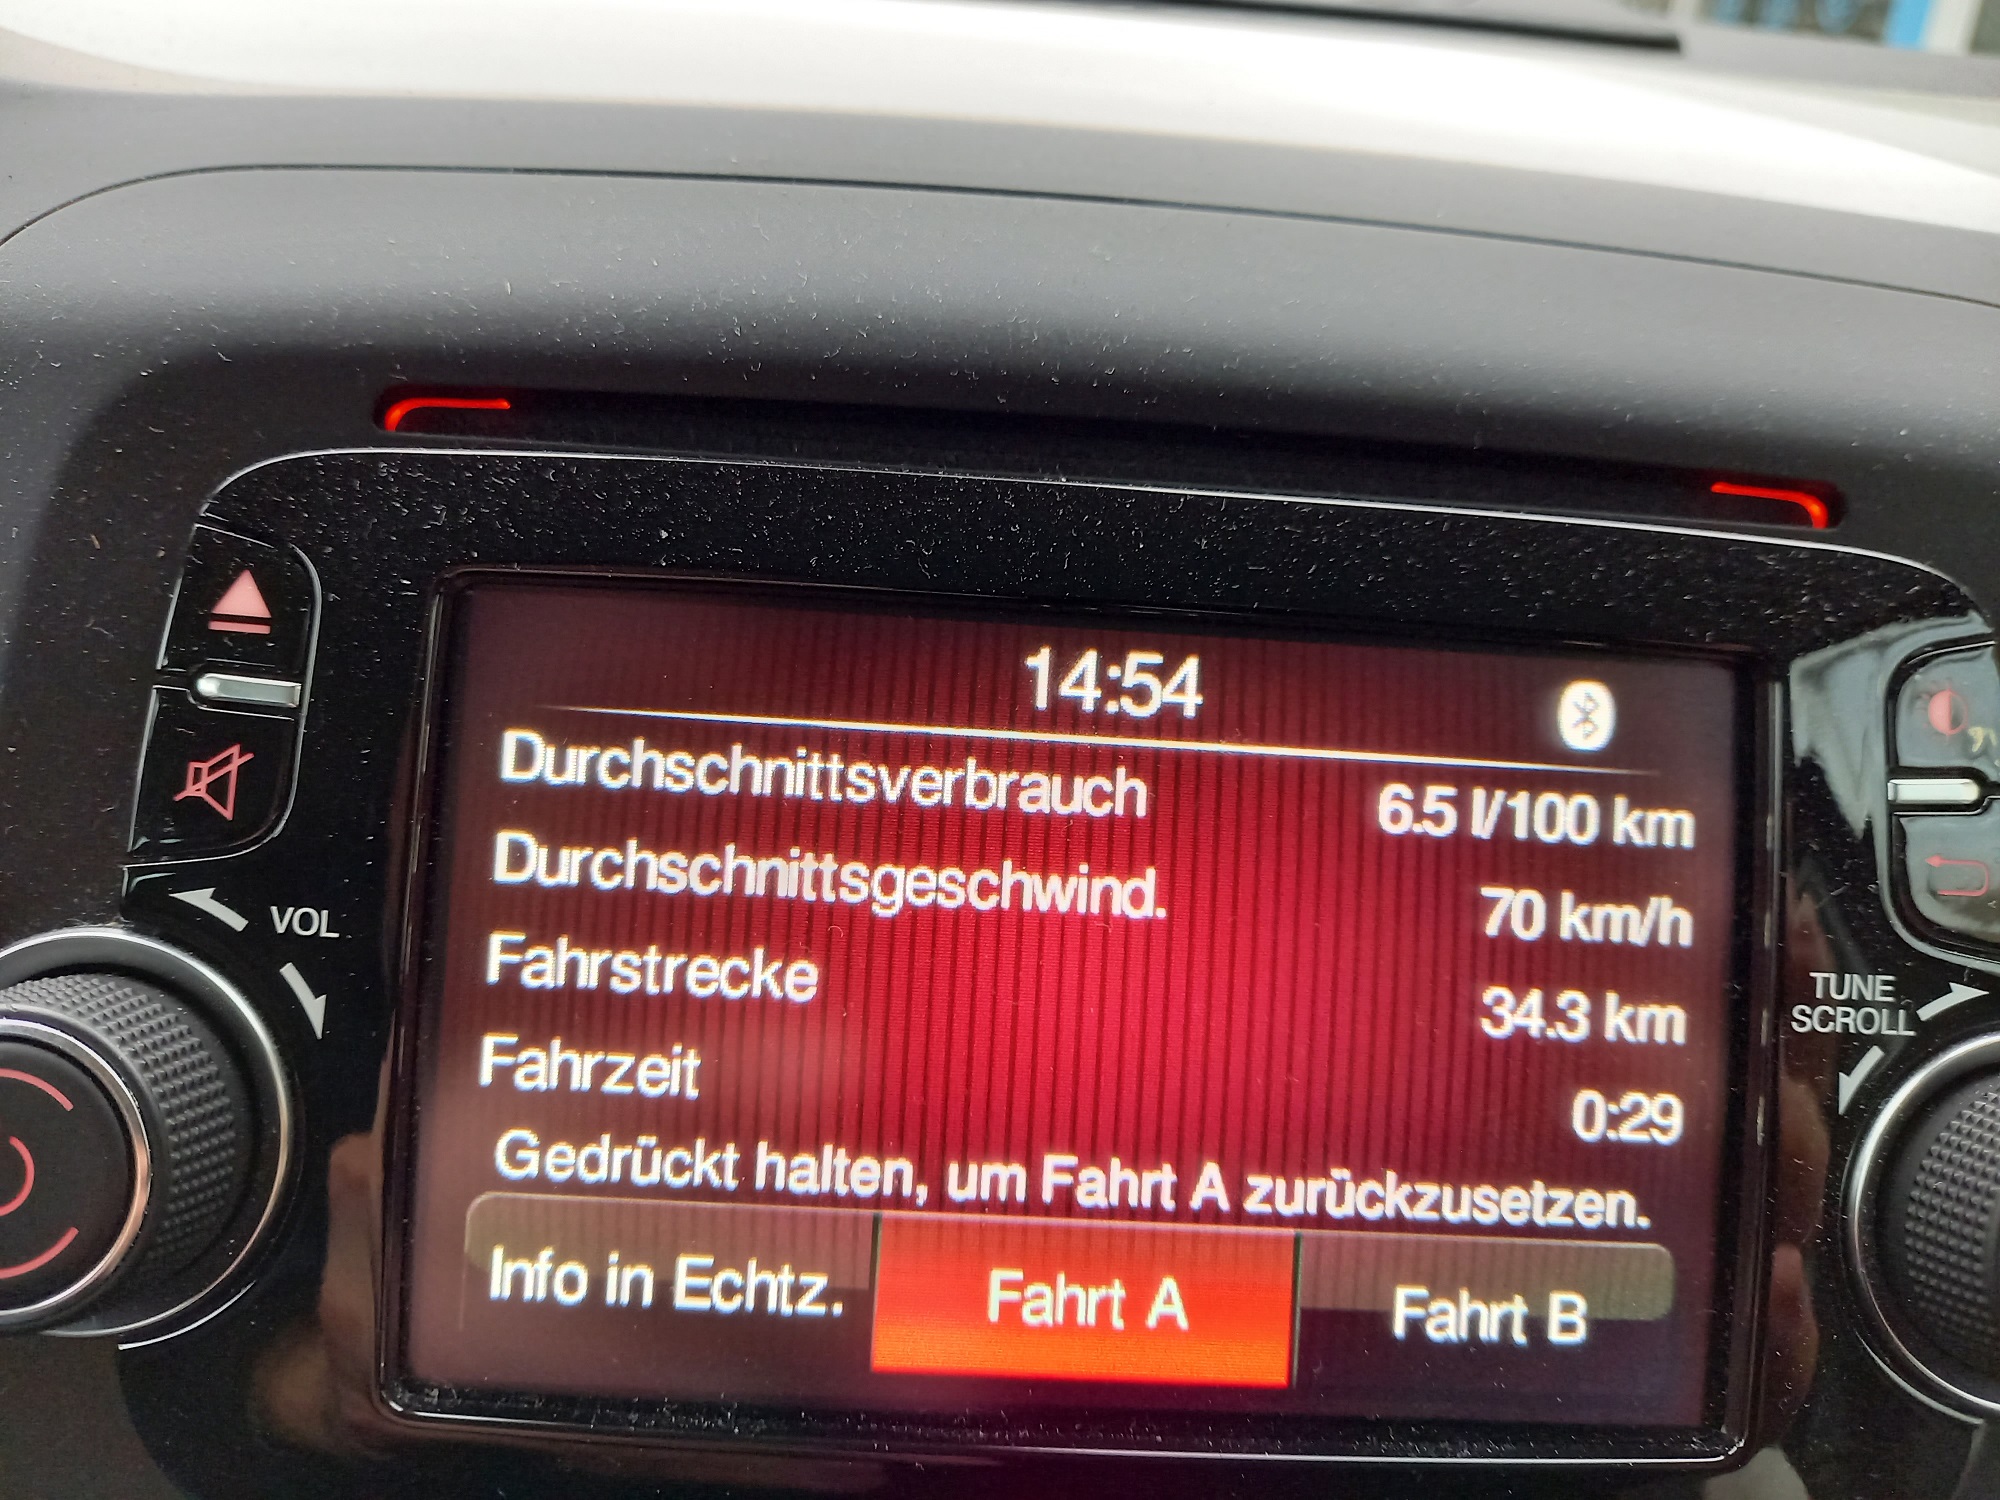 14:54
Durchschnittsverbrauch 6.5 l/100 km
Durchschnittsgeschwind. 70 km/h
Fahrstrecke 34.3 km
Fahrzeit 0:29
Gedrückt halten, um Fahrt A zurückzusetzen.
Info in Echtz. Fahrt A Fahrt B
VOL
TUNE
SCROLL